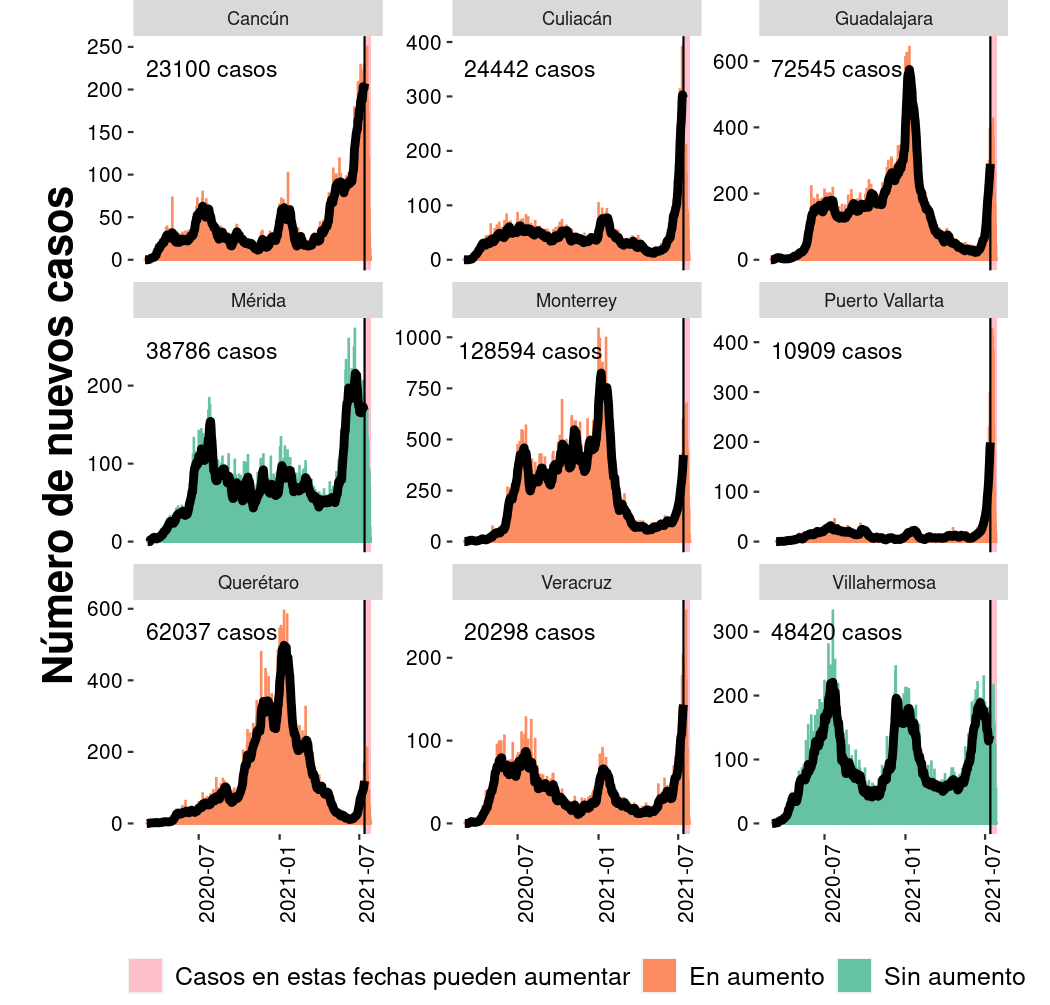 Número de nuevos casos
Cancún
Culiacán
Guadalajara
250
200
150
100
50
0
23100 casos
400
300
200
100
0
24442 casos
600
400
200
0
72545 casos
Mérida
Monterrey
Puerto Vallarta
200
100
0
38786 casos
1000
750
500
250
0
128594 casos
400
300
200
100
0
10909 casos
Querétaro
Veracruz
Villahermosa
600
400
200
0
62037 casos
200
100
0
20298 casos
300
200
100
0
48420 casos
2020-07
2021-01
2021-07
2020-07
2021-01
2021-07
2020-07
2021-01
2021-07
Casos en estas fechas pueden aumentar
En aumento
Sin aumento